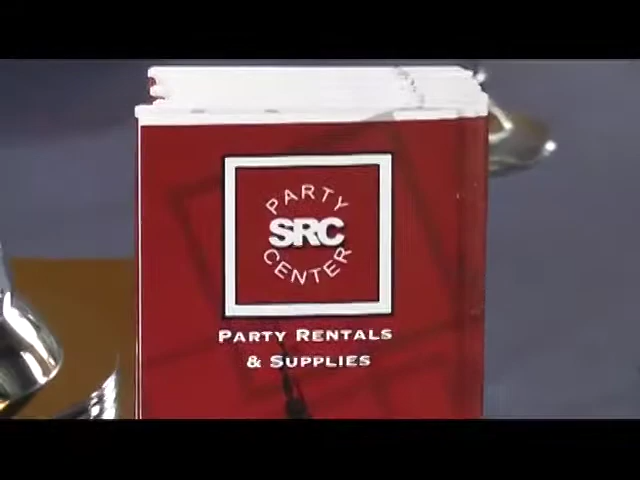 PARTY
SRC
CENTER
PARTY RENTALS
& SUPPLIES